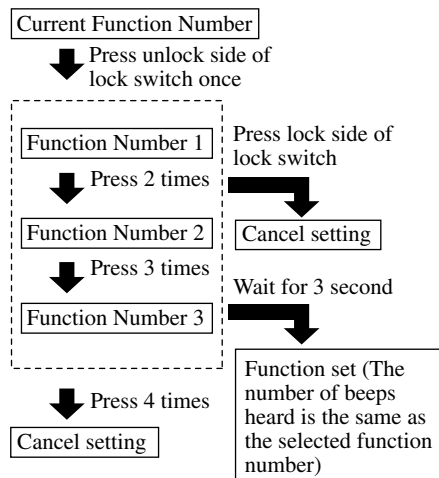 Current Function Number
Press unlock side of
lock switch once
Function Number 1
Press lock side of
lock switch
Press 2 times
Function Number 2
Cancel setting
Press 3 times
Wait for 3 second
Function Number 3
Function set (The
number of beeps
heard is the same as
the selected function
number)
Press 4 times
Cancel setting